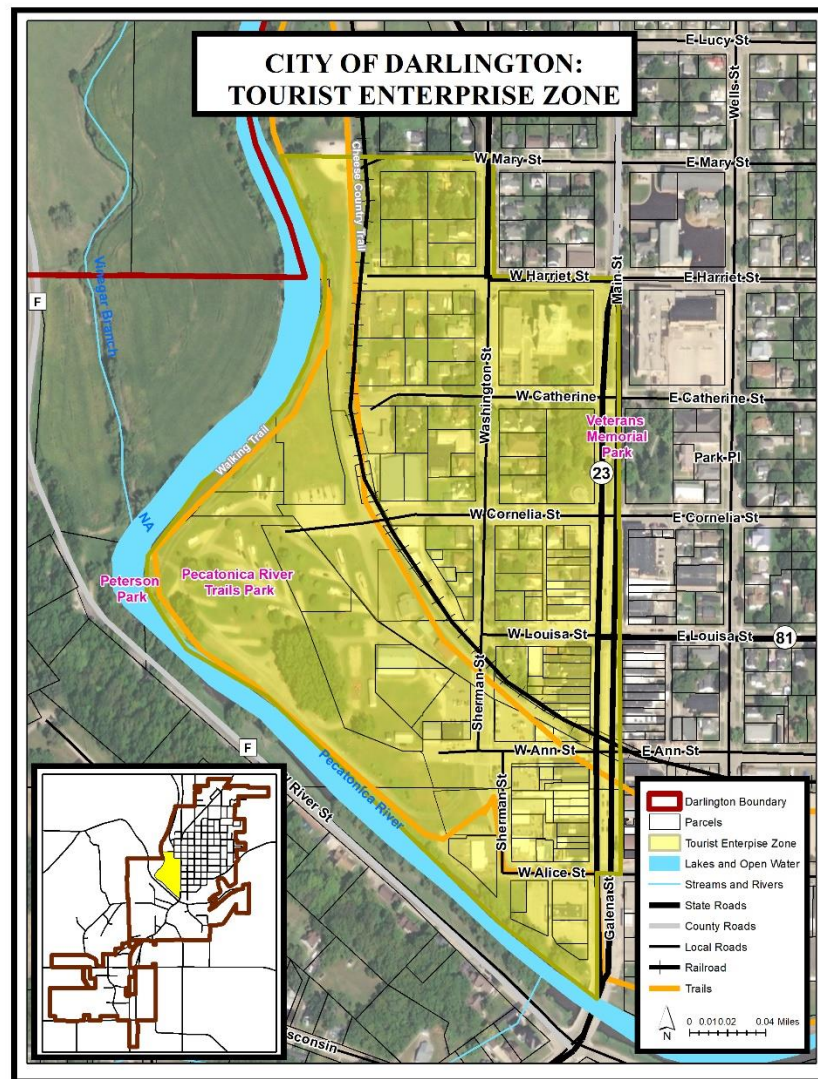 CITY OF DARLINGTON:
TOURIST ENTERPRISE ZONE
E Lucy St
Wells St
W Mary St
E Mary St
Cheese Country Trail
W Harriet St
E Harriet St
Main St
F
Vinegar Branch
Washington St
W Catherine
E Catherine St
Veterans
Memorial
Park
Park Pl
Walking Trail
23
W Cornelia St
E Cornelia St
NA
Peterson
Park
Pecatonica River
Trails Park
W Louisa St
E Louisa St
81
Sherman St
W Ann St
E Ann St
F
Pecatonica River
River St
Sherman St
W Alice St
Galena St
Darlington Boundary
Parcels
Tourist Enterpise Zone
Lakes and Open Water
Streams and Rivers
State Roads
County Roads
Local Roads
Railroad
Trails
N
0 0.010.02 0.04 Miles